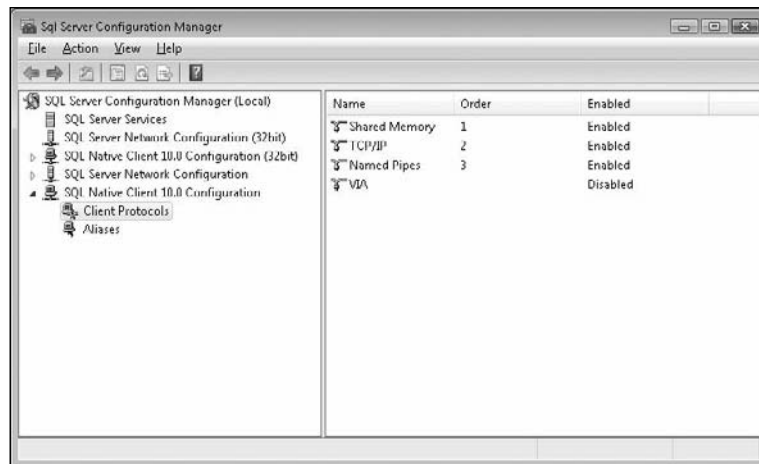 Sql Server Configuration Manager
File Action View Help
SQL Server Configuration Manager (Local)
SQL Server Services
SQL Server Network Configuration (32bit)
SQL Native Client 10.0 Configuration (32bit)
SQL Server Network Configuration
SQL Native Client 10.0 Configuration
Client Protocols
Aliases
Name Order Enabled
Shared Memory 1 Enabled
TCP/IP 2 Enabled
Named Pipes 3 Enabled
VIA Disabled